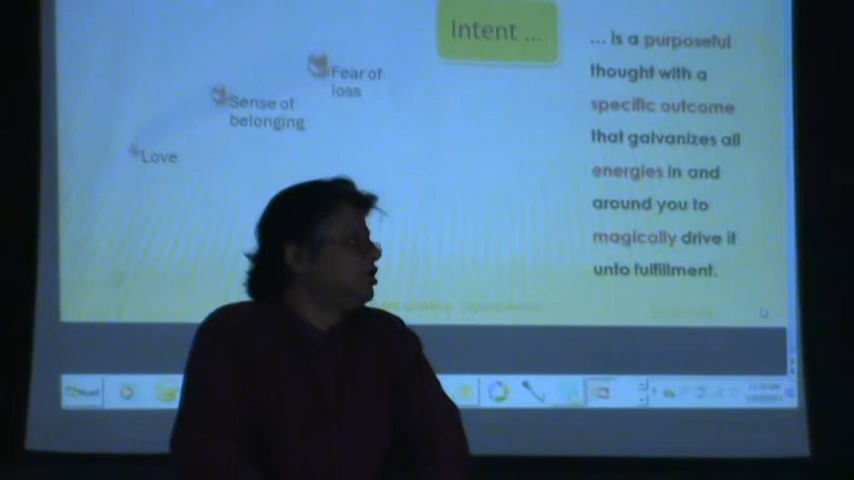 Intent ...
... is a purposeful
thought with a
specific outcome
that galvanizes all
energies in and
around you to
magically drive it
unto fulfillment.
Fear of
loss
Sense of
belonging
Love